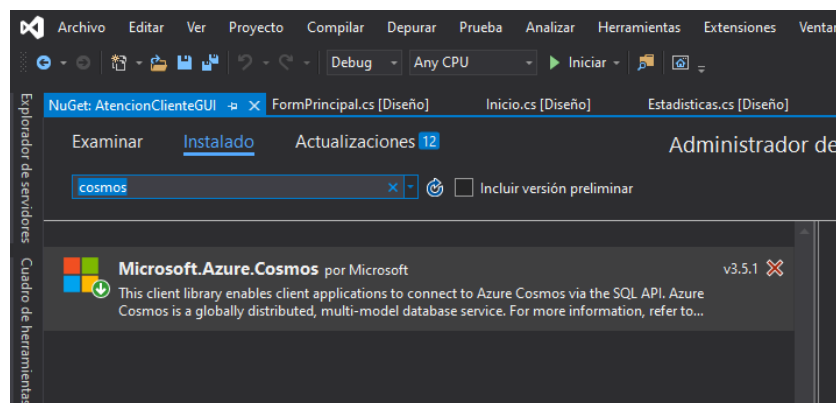 Archivo Editar Ver Proyecto Compilar Depurar Prueba Analizar Herramientas Extensiones
Debug Any CPU Iniciar
Explorador de servidores
Cuadro de herramientas
NuGet: AtencionClienteGUI FormPrincipal.cs [Diseño] Inicio.cs [Diseño] Estadisticas.cs [Diseño]
Examinar Instalado Actualizaciones 12 Administrador de
cosmos Incluir versión preliminar
Microsoft.Azure.Cosmos por Microsoft v3.5.1
This client library enables client applications to connect to Azure Cosmos via the SQL API. Azure
Cosmos is a globally distributed, multi-model database service. For more information, refer to...